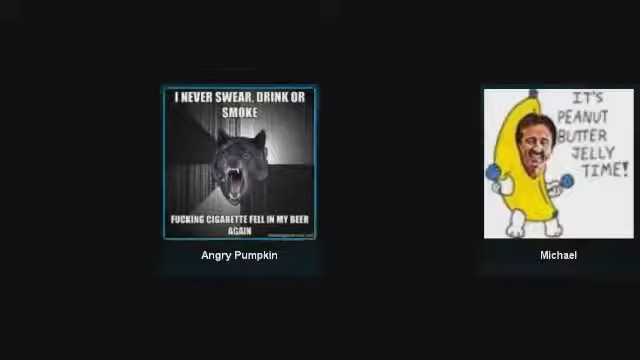 I NEVER SWEAR, DRINK OR
SMOKE
FUCKING CIGARETTE FELL IN MY BEER
AGAIN
Angry Pumpkin
IT'S
PEANUT
BUTTER
JELLY
TIME!
Michael